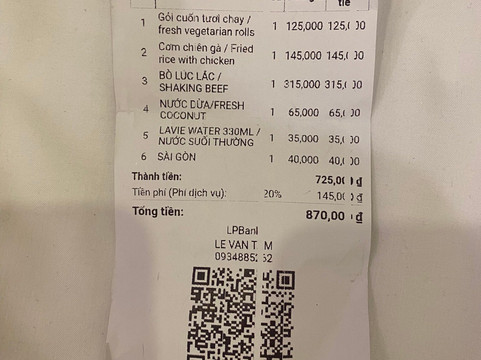 tiề
1 Gỏi cuốn tươi chay / 1 125,000 125,( )0
fresh vegetarian rolls
2 Cơm chiên gà / Fried 1 145,000 145,( )0
rice with chicken
3 BÒ LÚC LẮC / 1 315,000 315,( )0
SHAKING BEEF
4 NƯỚC DỪA/FRESH 1 65,000 65,( )0
COCONUT
5 LAVIE WATER 330ML / 1 35,000 35,( )0
NƯỚC SUỐI THƯỜNG
6 SÀI GÒN 1 40,000 40,( )0
Thành tiền: 725,0( ) ₫
Tiền phí (Phí dịch vụ): 20% 145,0( ) ₫
Tổng tiền: 870,00 ₫
LPBanl
LE VAN T M
0934885 62